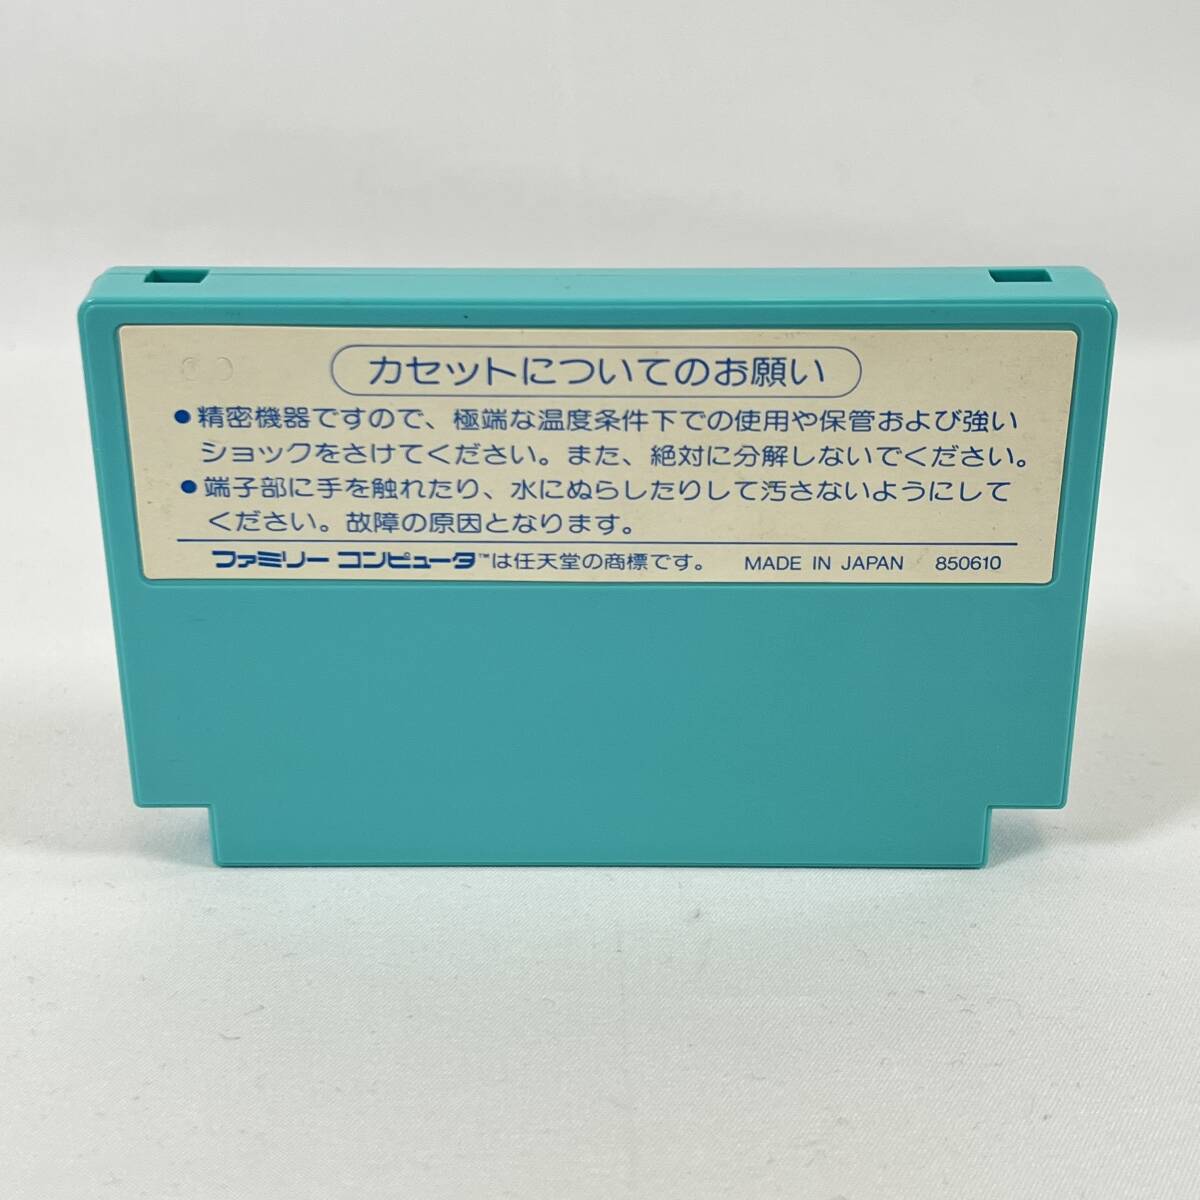 カセットについてのお願い
●精密機器ですので、極端な温度条件下での使用や保管および強い
ショックをさけてください。また、絶対に分解しないでください。
●端子部に手を触れたり、水にぬらしたりして汚さないようにして
ください。故障の原因となります。
ファミリー コンピュータ™は任天堂の商標です。 MADE IN JAPAN 850610